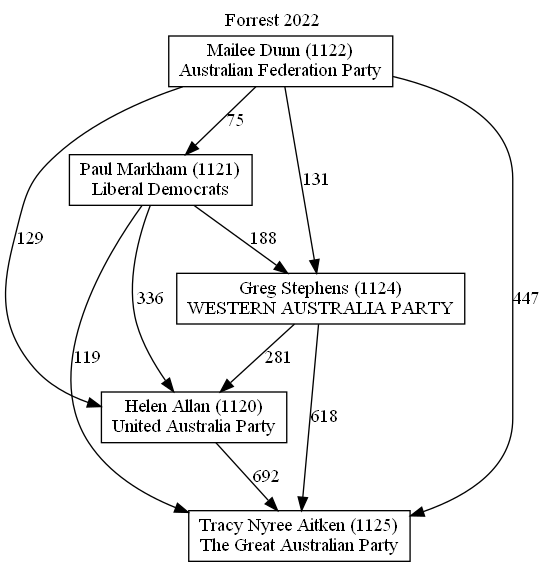 Forrest 2022
Mailee Dunn (1122)
Australian Federation Party
75
Paul Markham (1121)
Liberal Democrats
131
129
188
336
447
Greg Stephens (1124)
WESTERN AUSTRALIA PARTY
119
281
618
Helen Allan (1120)
United Australia Party
692
Tracy Nyree Aitken (1125)
The Great Australian Party